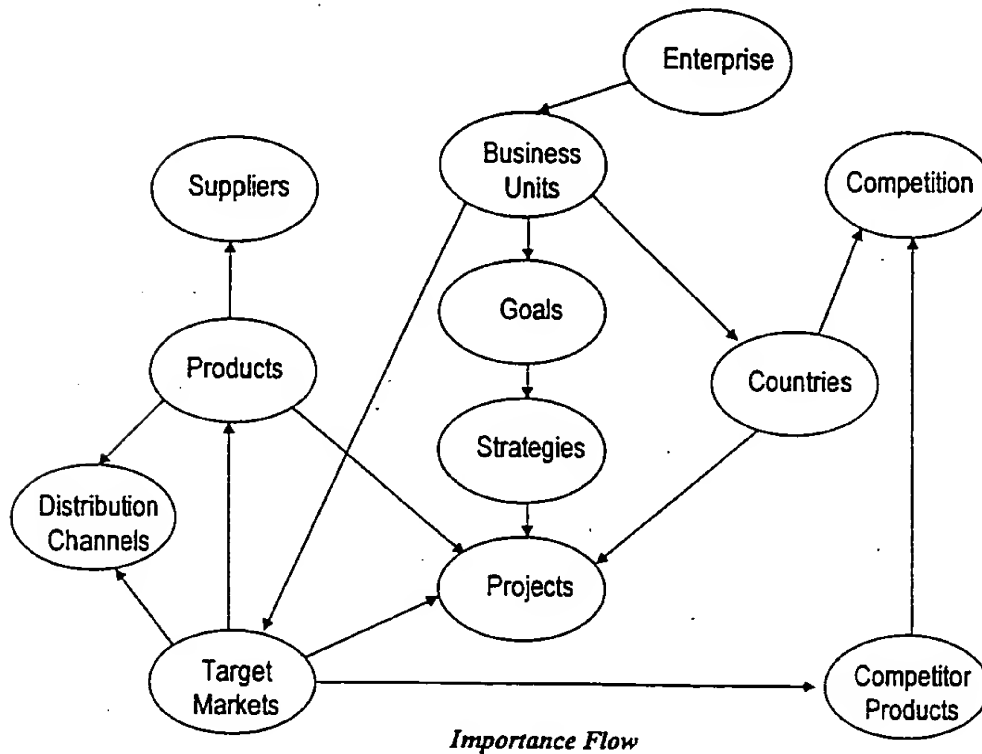 Enterprise
Business
Units
Suppliers
Competition
Goals
Products
Countries
Strategies
Distribution
Channels
Projects
Target
Markets
Competitor
Products
Importance Flow